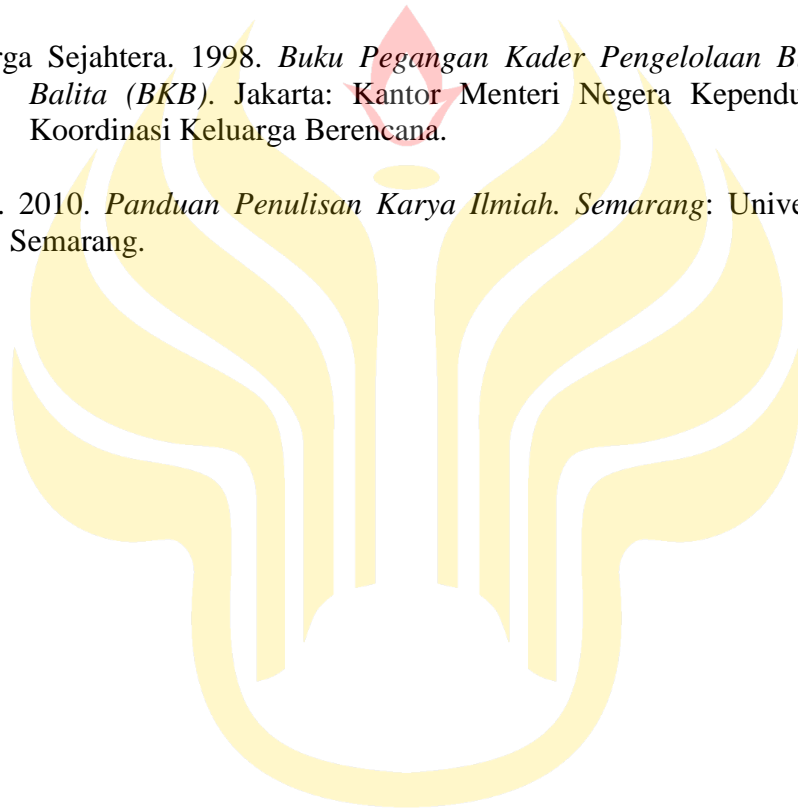 rga Sejahtera. 1998. Buku Pegangan Kader Pengelolaan B
Balita (BKB). Jakarta: Kantor Menteri Negera Kependu
Koordinasi Keluarga Berencana.
. 2010. Panduan Penulisan Karya Ilmiah. Semarang: Unive
Semarang.